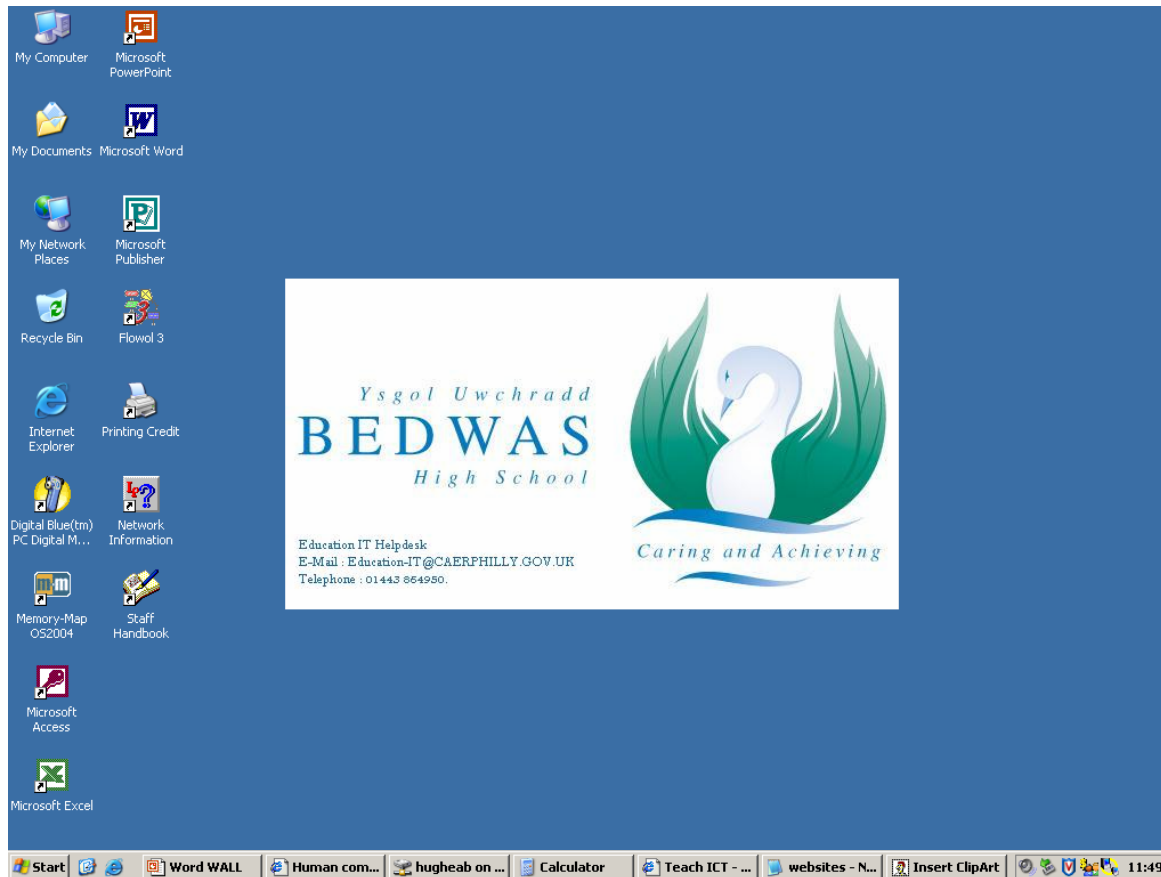 My Computer
Microsoft
PowerPoint
My Documents
Microsoft Word
My Network
Places
Microsoft
Publisher
Recycle Bin
Flowol 3
Internet
Explorer
Printing Credit
Digital Blue(tm)
PC Digital M...
Network
Information
Memory-Map
OS2004
Staff
Handbook
Microsoft
Access
Microsoft Excel
Ysgol Uwchradd
BEDWAS
High School
Education IT Helpdesk
E-Mail : Education-IT@CAERPHILLY.GOV.UK
Telephone : 01443 864950.
Caring and Achieving
Start
Word WALL
Human com...
hugheab on ...
Calculator
Teach ICT - ...
websites - N...
Insert ClipArt
11:49